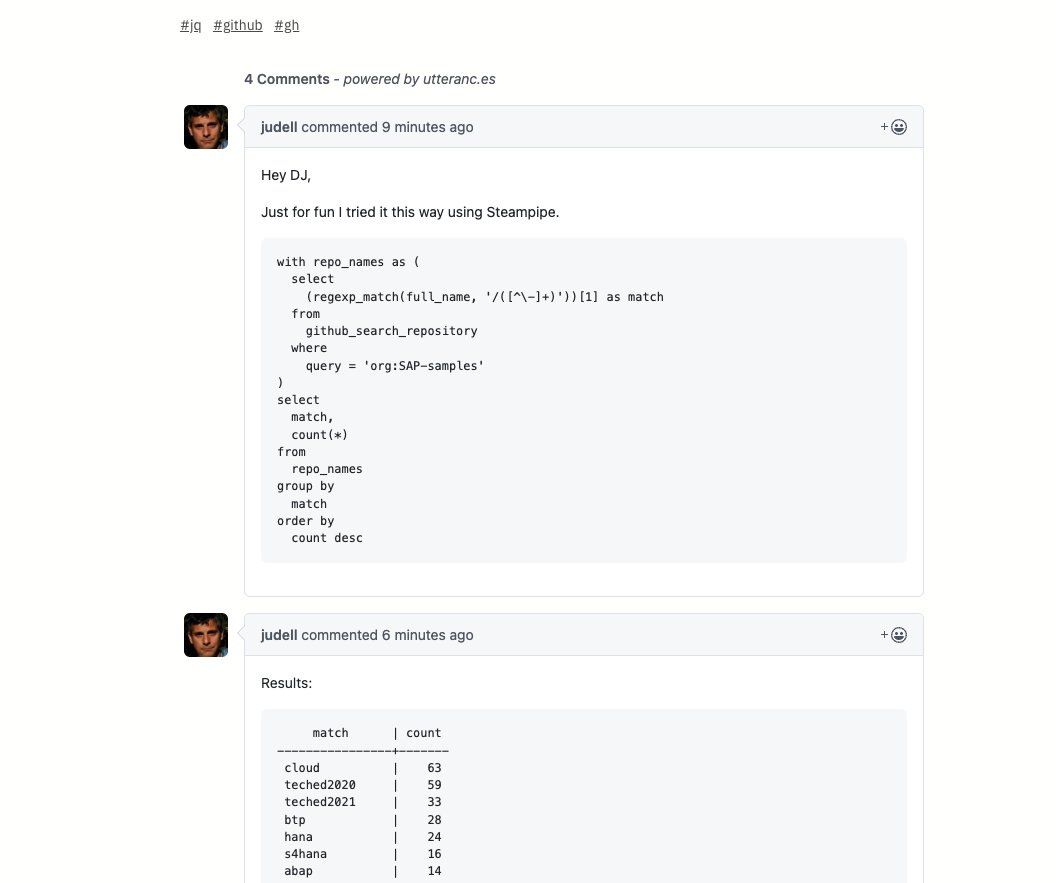 #jq #github #gh
4 Comments - powered by utteranc.es
judell commented 9 minutes ago
Hey DJ,
Just for fun I tried it this way using Steampipe.
with repo_names as (
  select
    (regexp_match(full_name, '/([^\-]+)'))[1] as match
  from
    github_search_repository
  where
    query = 'org:SAP-samples'
)
select
  match,
  count(*)
from
  repo_names
group by
  match
order by
  count desc
judell commented 6 minutes ago
Results:
     match      | count
----------------+-------
 cloud          |    63
 teched2020     |    59
 teched2021     |    33
 btp            |    28
 hana           |    24
 s4hana         |    16
 abap           |    14